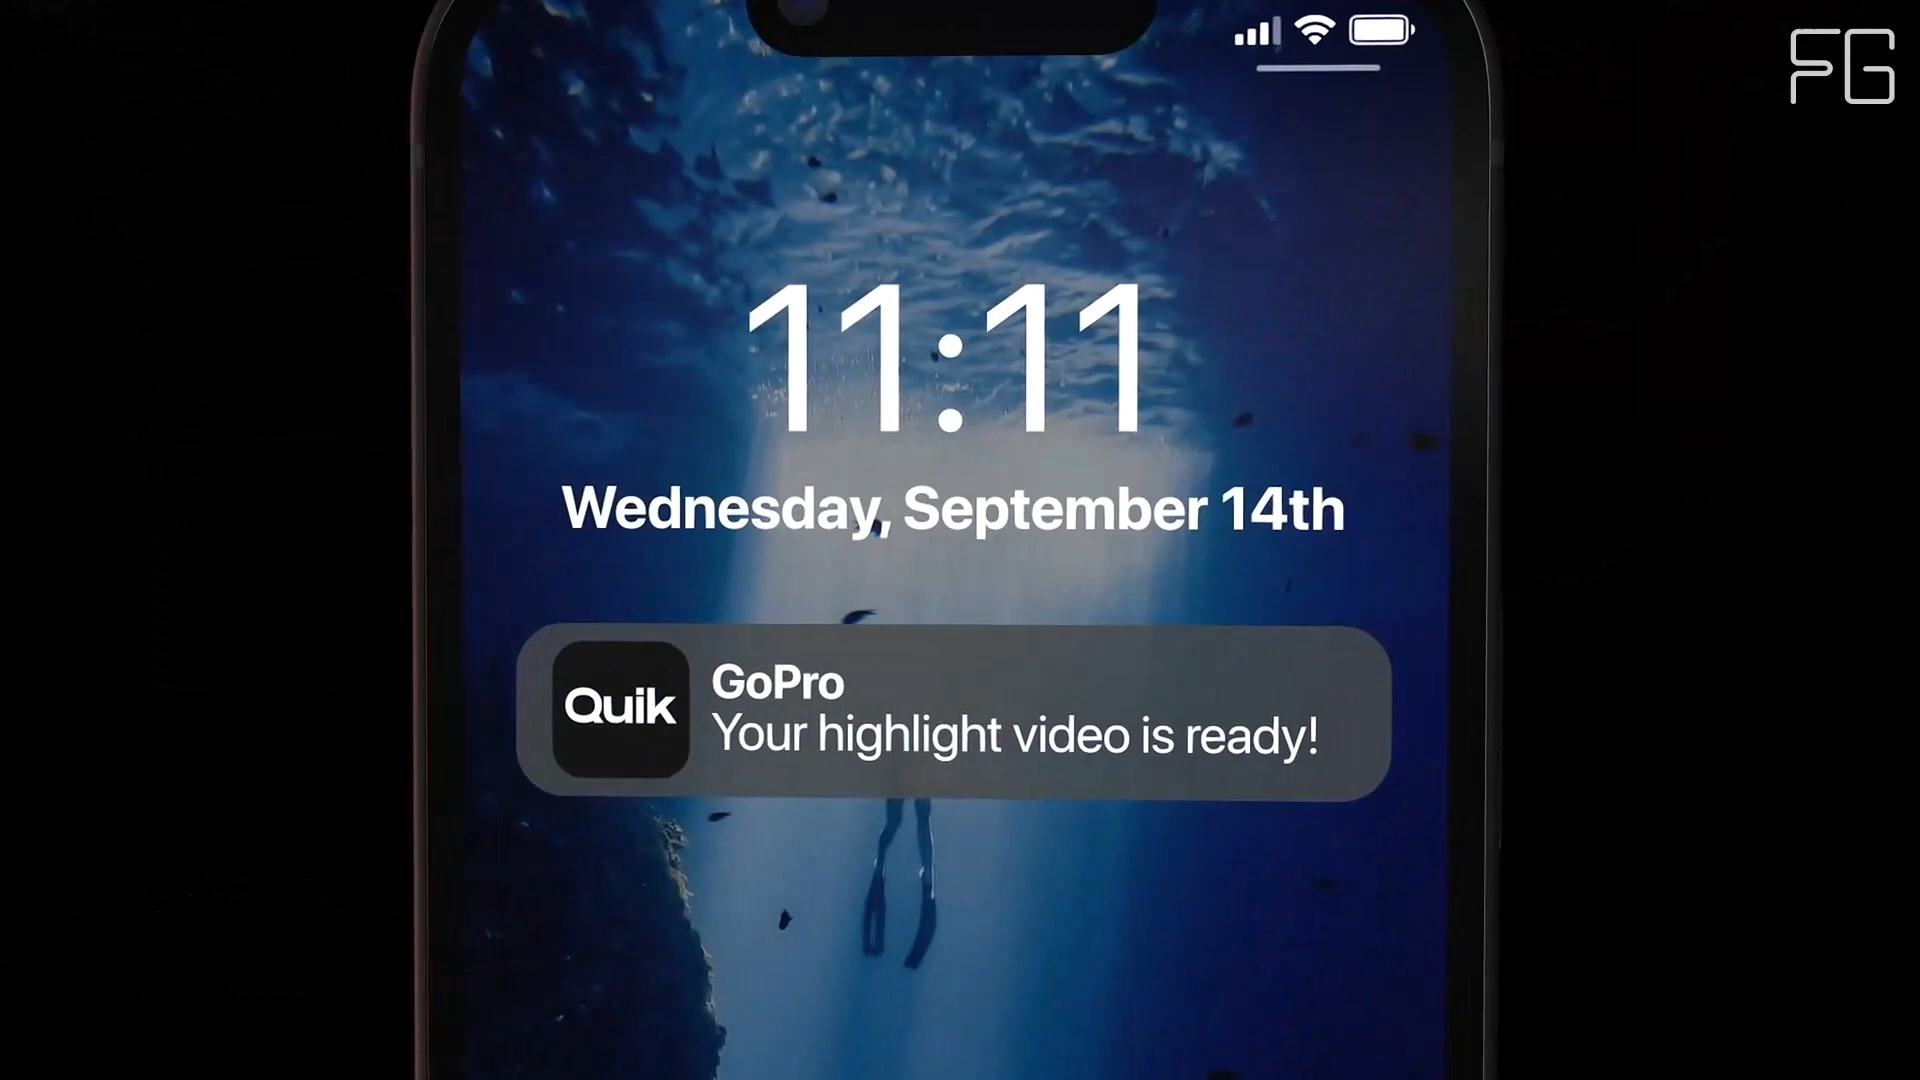 FG
11:11
Wednesday, September 14th
Quik
GoPro
Your highlight video is ready!